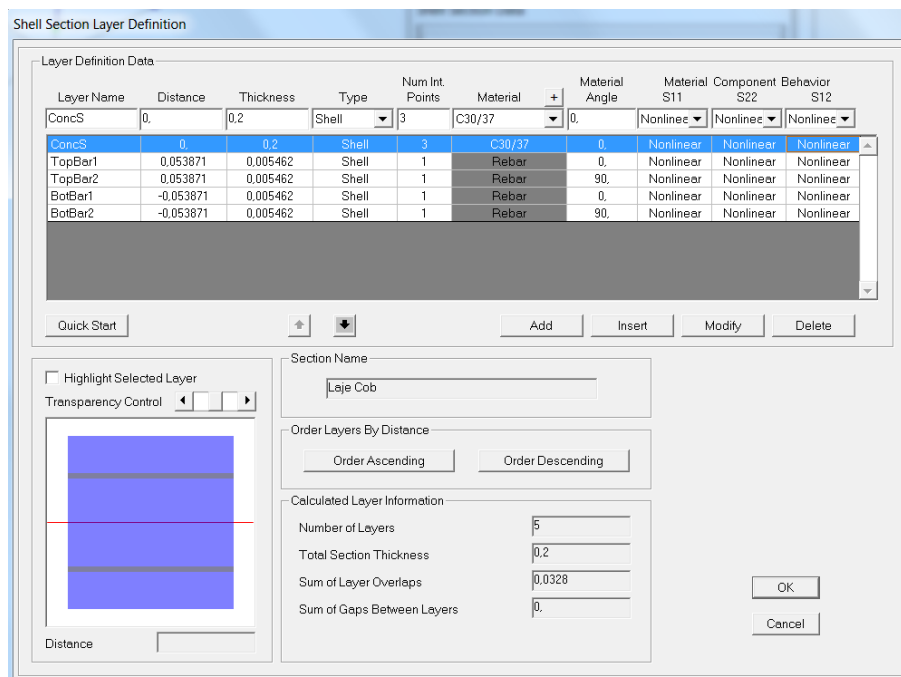 Shell Section Layer Definition
Layer Definition Data
Num Int. Material Material Component Behavior
Layer Name Distance Thickness Type Points Material + Angle S11 S22 S12
ConcS 0, 0,2 Shell 3 C30/37 0, Nonlinea Nonlinea Nonlinea
ConcS 0, 0,2 Shell 3 C30/37 0, Nonlinear Nonlinear Nonlinear
TopBar1 0,053871 0,005462 Shell 1 Rebar 0, Nonlinear Nonlinear Nonlinear
TopBar2 0,053871 0,005462 Shell 1 Rebar 90, Nonlinear Nonlinear Nonlinear
BotBar1 -0,053871 0,005462 Shell 1 Rebar 0, Nonlinear Nonlinear Nonlinear
BotBar2 -0,053871 0,005462 Shell 1 Rebar 90, Nonlinear Nonlinear Nonlinear
Quick Start Add Insert Modify Delete
Highlight Selected Layer
Transparency Control
Distance
Section Name
Laje Cob
Order Layers By Distance
Order Ascending Order Descending
Calculated Layer Information
Number of Layers 5
Total Section Thickness 0,2
Sum of Layer Overlaps 0,0328
Sum of Gaps Between Layers 0,
OK
Cancel